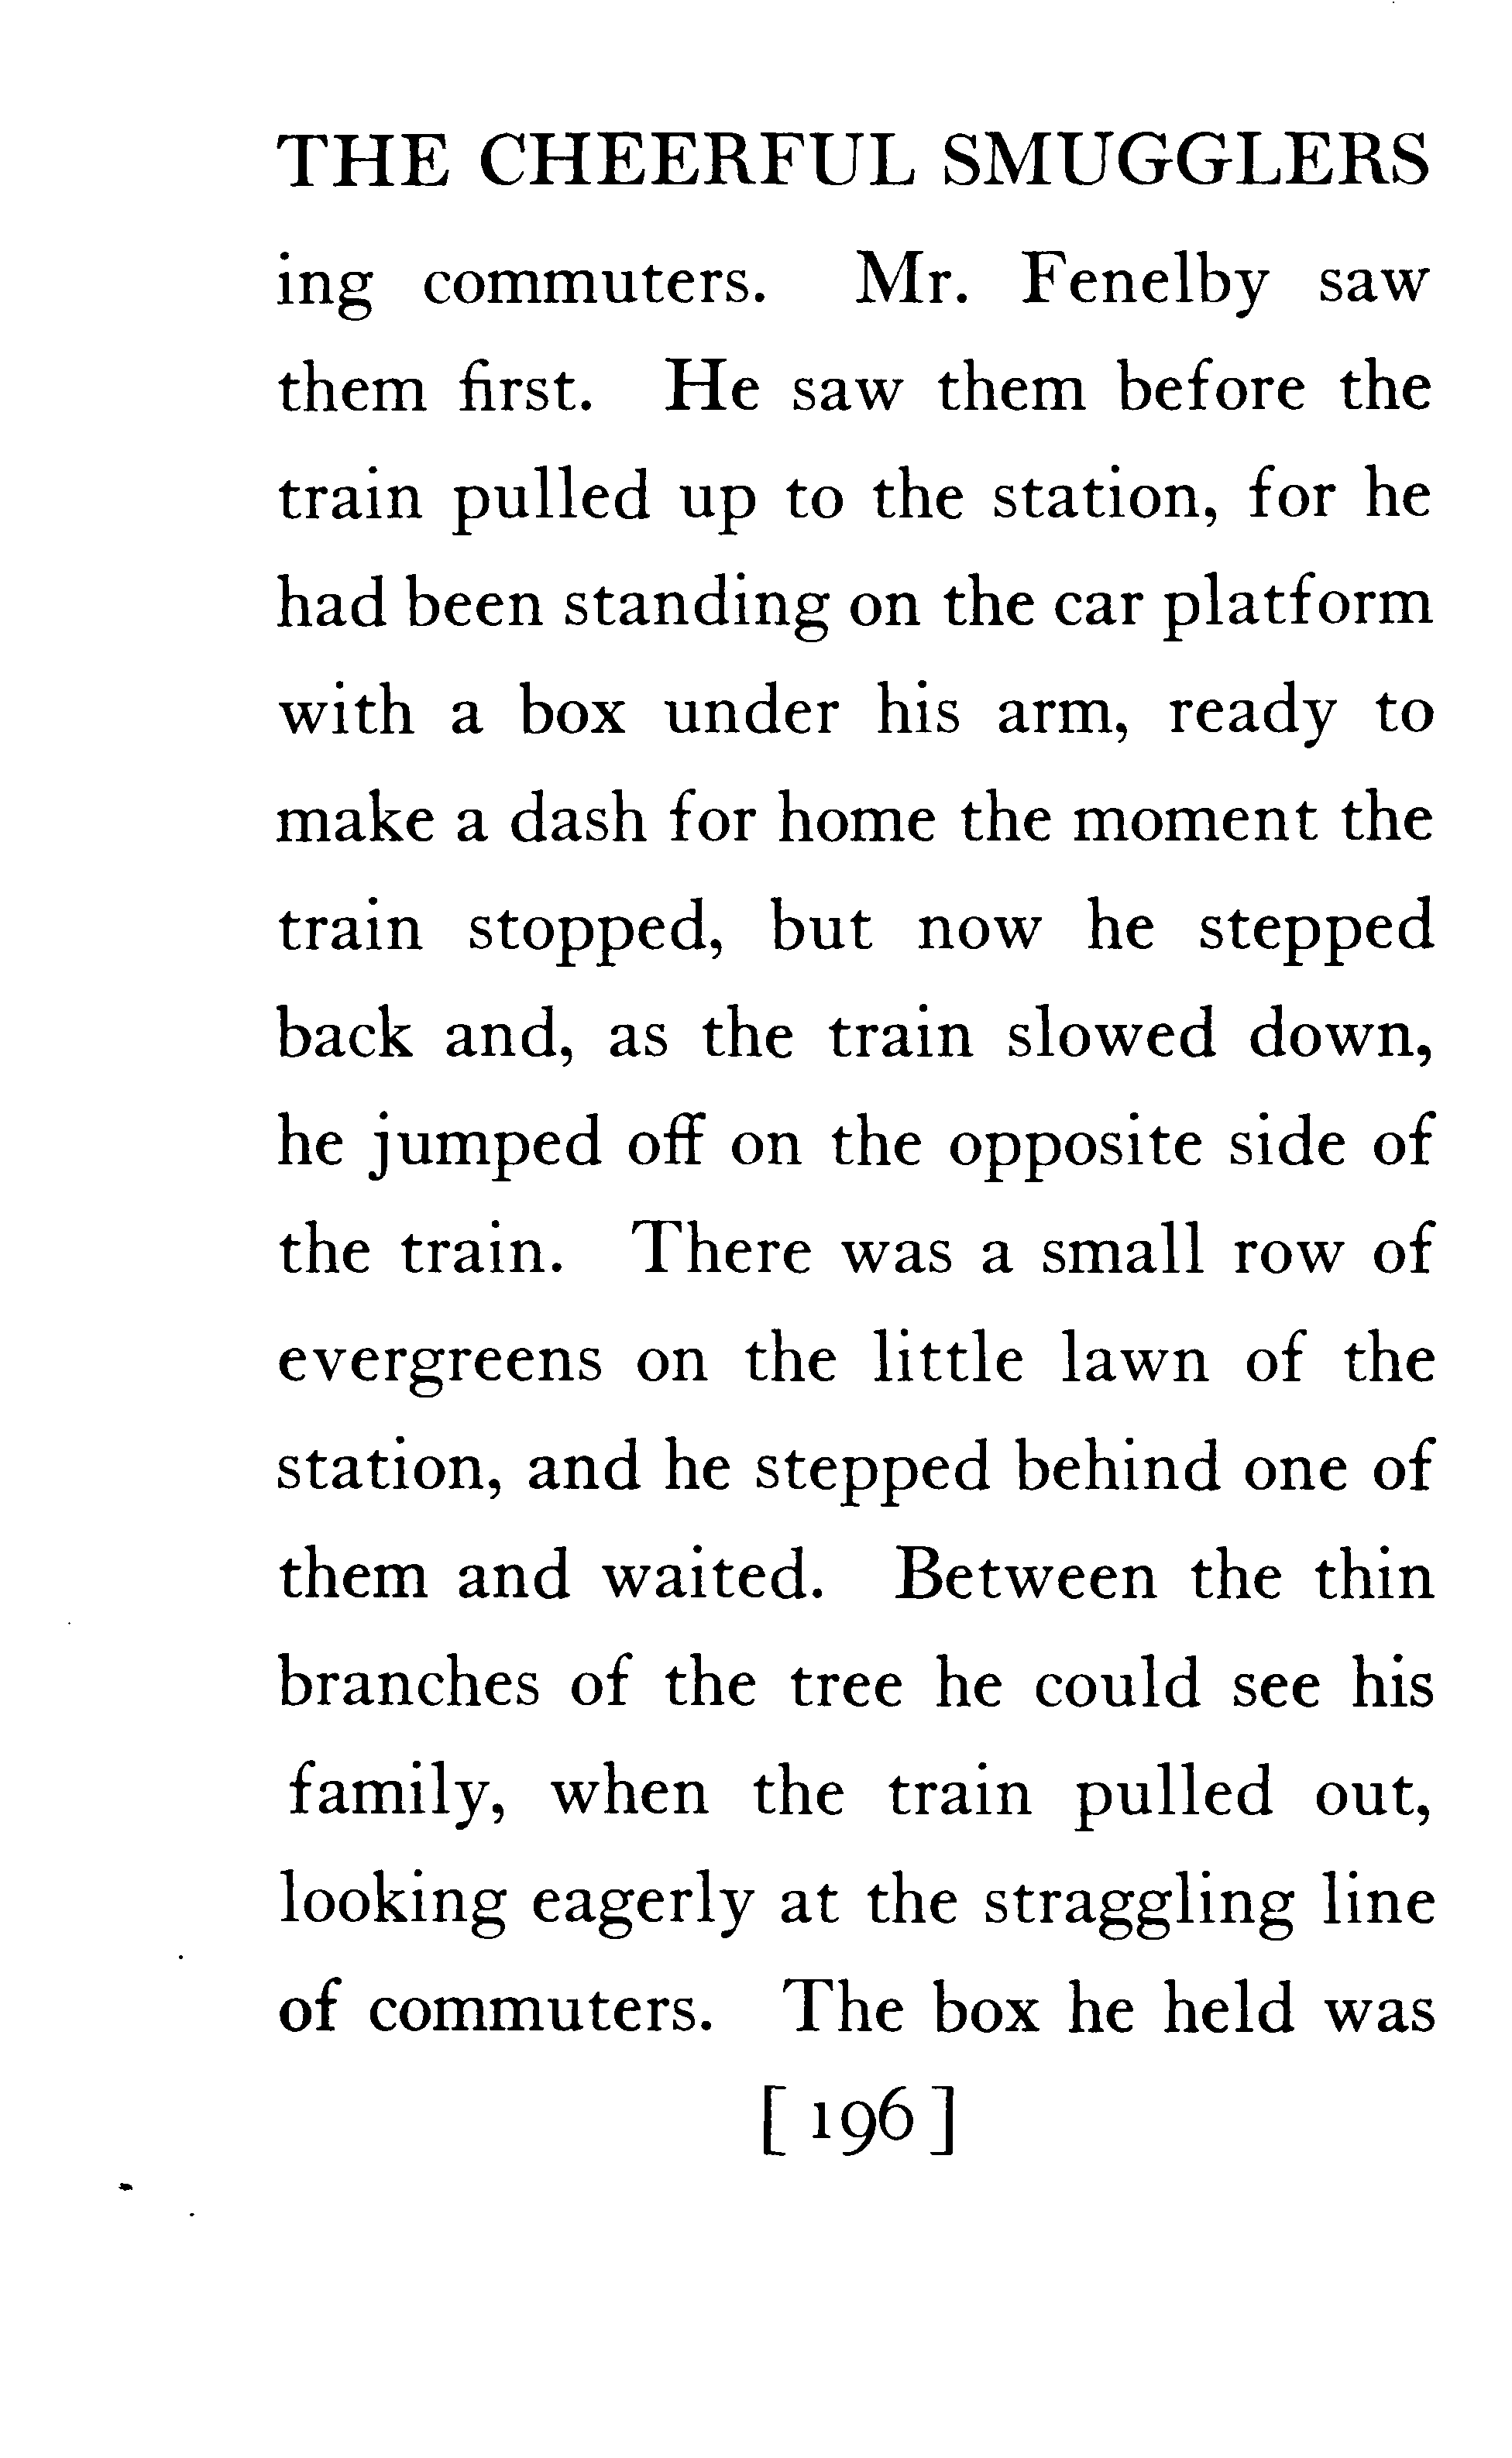 THE CHEERFUL SMUGGLERS
ing commuters. Mr. Fenelby saw
them first. He saw them before the
train pulled up to the station, for he
had been standing on the car platform
with a box under his arm, ready to
make a dash for home the moment the
train stopped, but now he stepped
back and, as the train slowed down,
he jumped off on the opposite side of
the train. There was a small row of
evergreens on the little lawn of the
station, and he stepped behind one of
them and waited. Between the thin
branches of the tree he could see his
family, when the train pulled out,
looking eagerly at the straggling line
of commuters. The box he held was
[ 196 ]